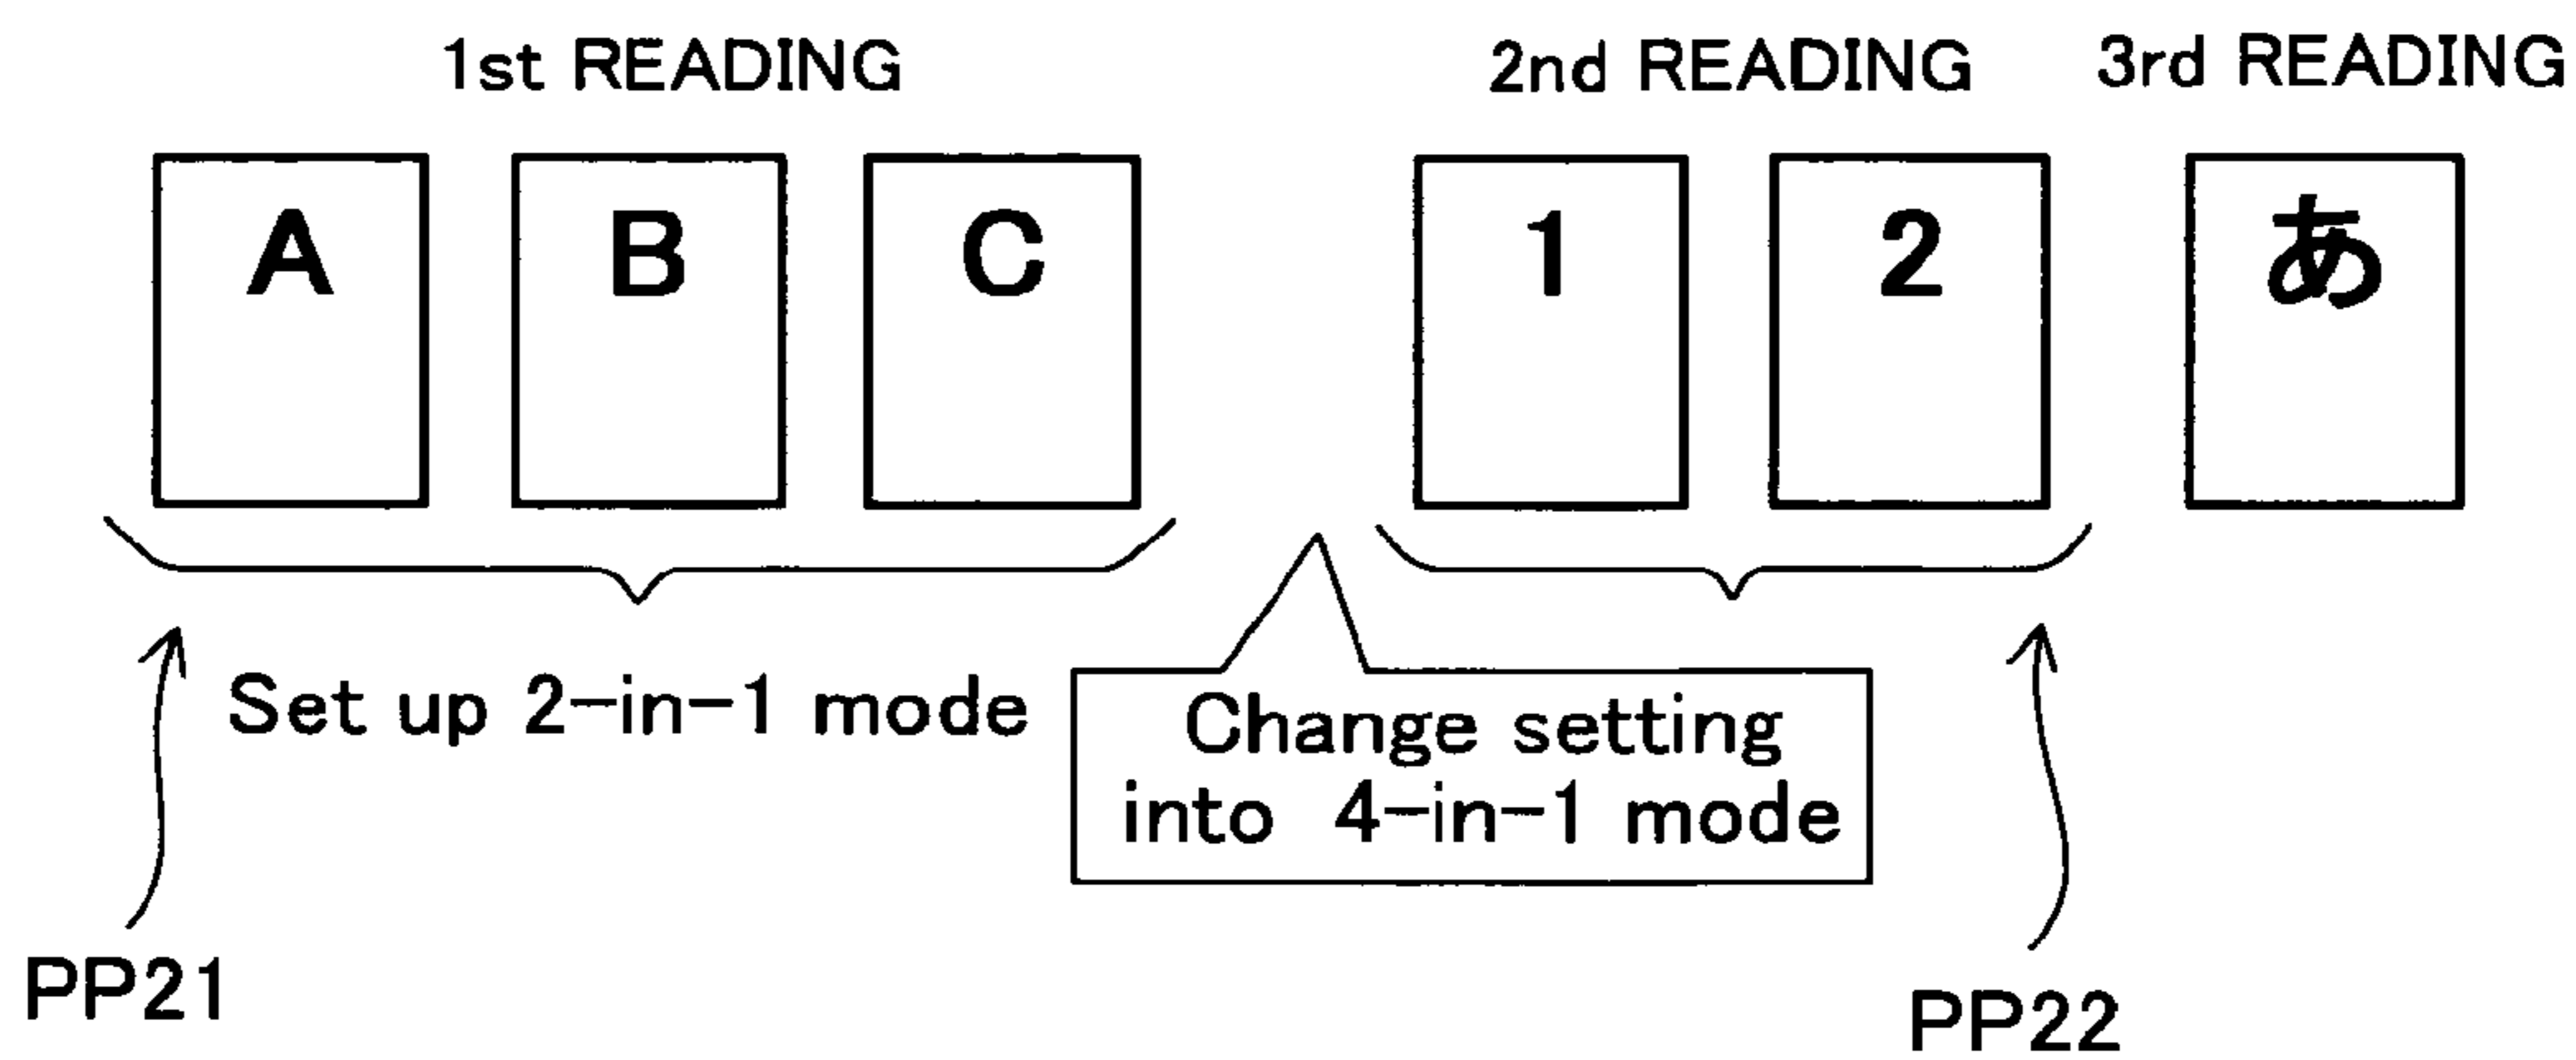 1st READING
2nd READING
3rd READING
A
B
C
1
2
あ
Set up 2-in-1 mode
Change setting
into 4-in-1 mode
PP21
PP22